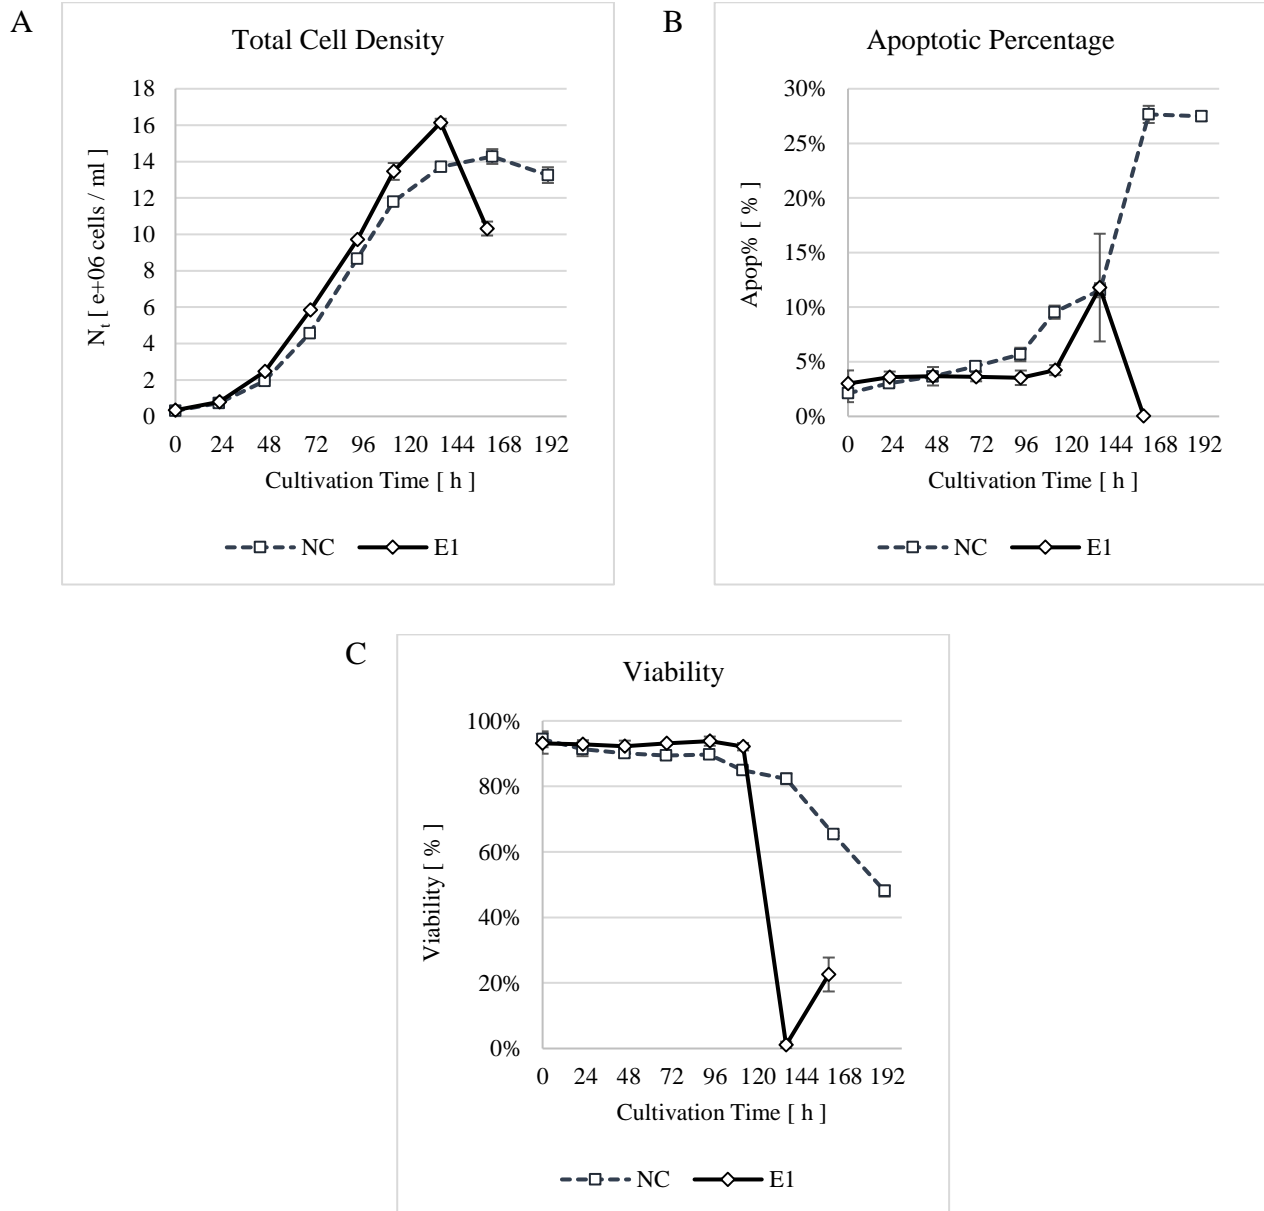 A
Total Cell Density
18
16
14
12
10
8
6
4
2
0
N_t [ e+06 cells / ml ]
0 24 48 72 96 120 144 168 192
Cultivation Time [ h ]
NC E1
B
Apoptotic Percentage
30%
25%
20%
15%
10%
5%
0%
Apop% [ % ]
0 24 48 72 96 120 144 168 192
Cultivation Time [ h ]
NC E1
C
Viability
100%
80%
60%
40%
20%
0%
Viability [ % ]
0 24 48 72 96 120 144 168 192
Cultivation Time [ h ]
NC E1